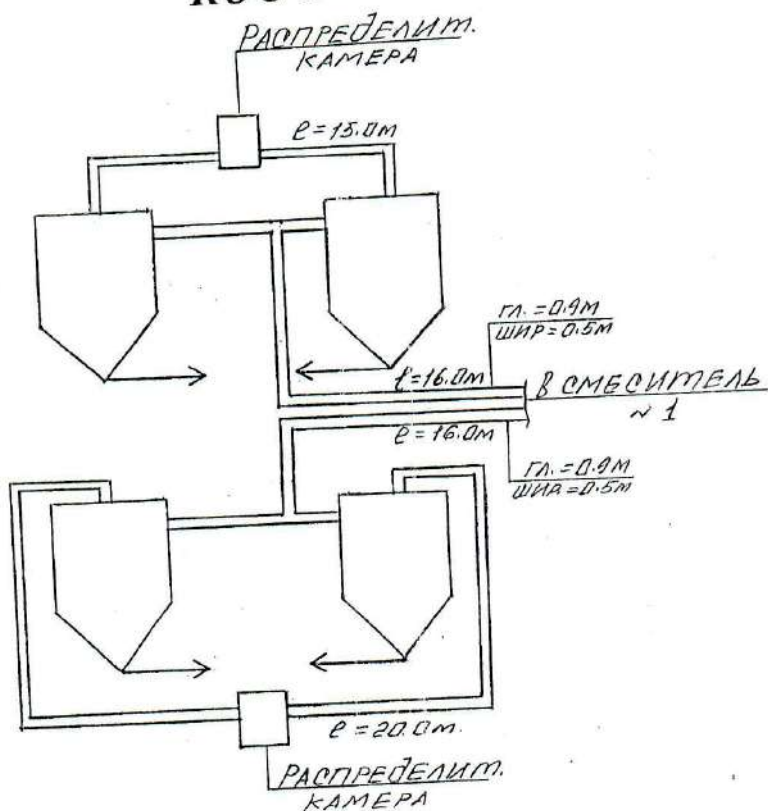 РАСПРЕДЕЛИТ.
КАМЕРА
ℓ=15.0м
ГЛ.=0.9м
ШИР=0.5м
ℓ=16.0м
В СМЕСИТЕЛЬ
~1
ℓ=16.0м
ГЛ.=0.9м
ШИР.=0.5м
ℓ=20.0м.
РАСПРЕДЕЛИТ.
КАМЕРА